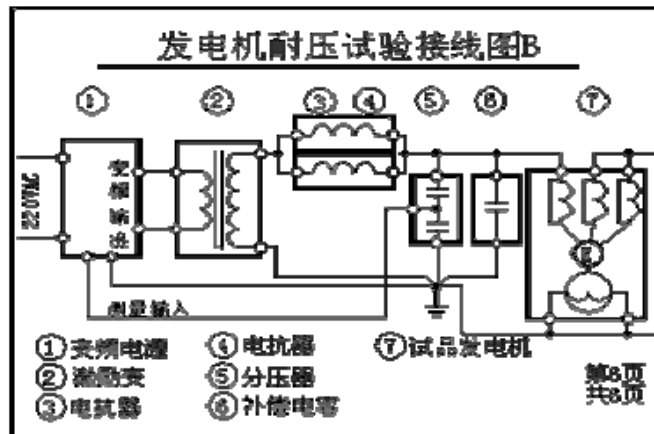 发电机耐压试验接线图B
① ② ③ ④ ⑤ ⑥ ⑦
220VAC
变频输出
测量输入
①变频电源 ④电抗器 ⑦试品发电机
②激励变 ⑤分压器
③电抗器 ⑥补偿电容
第6页
共6页